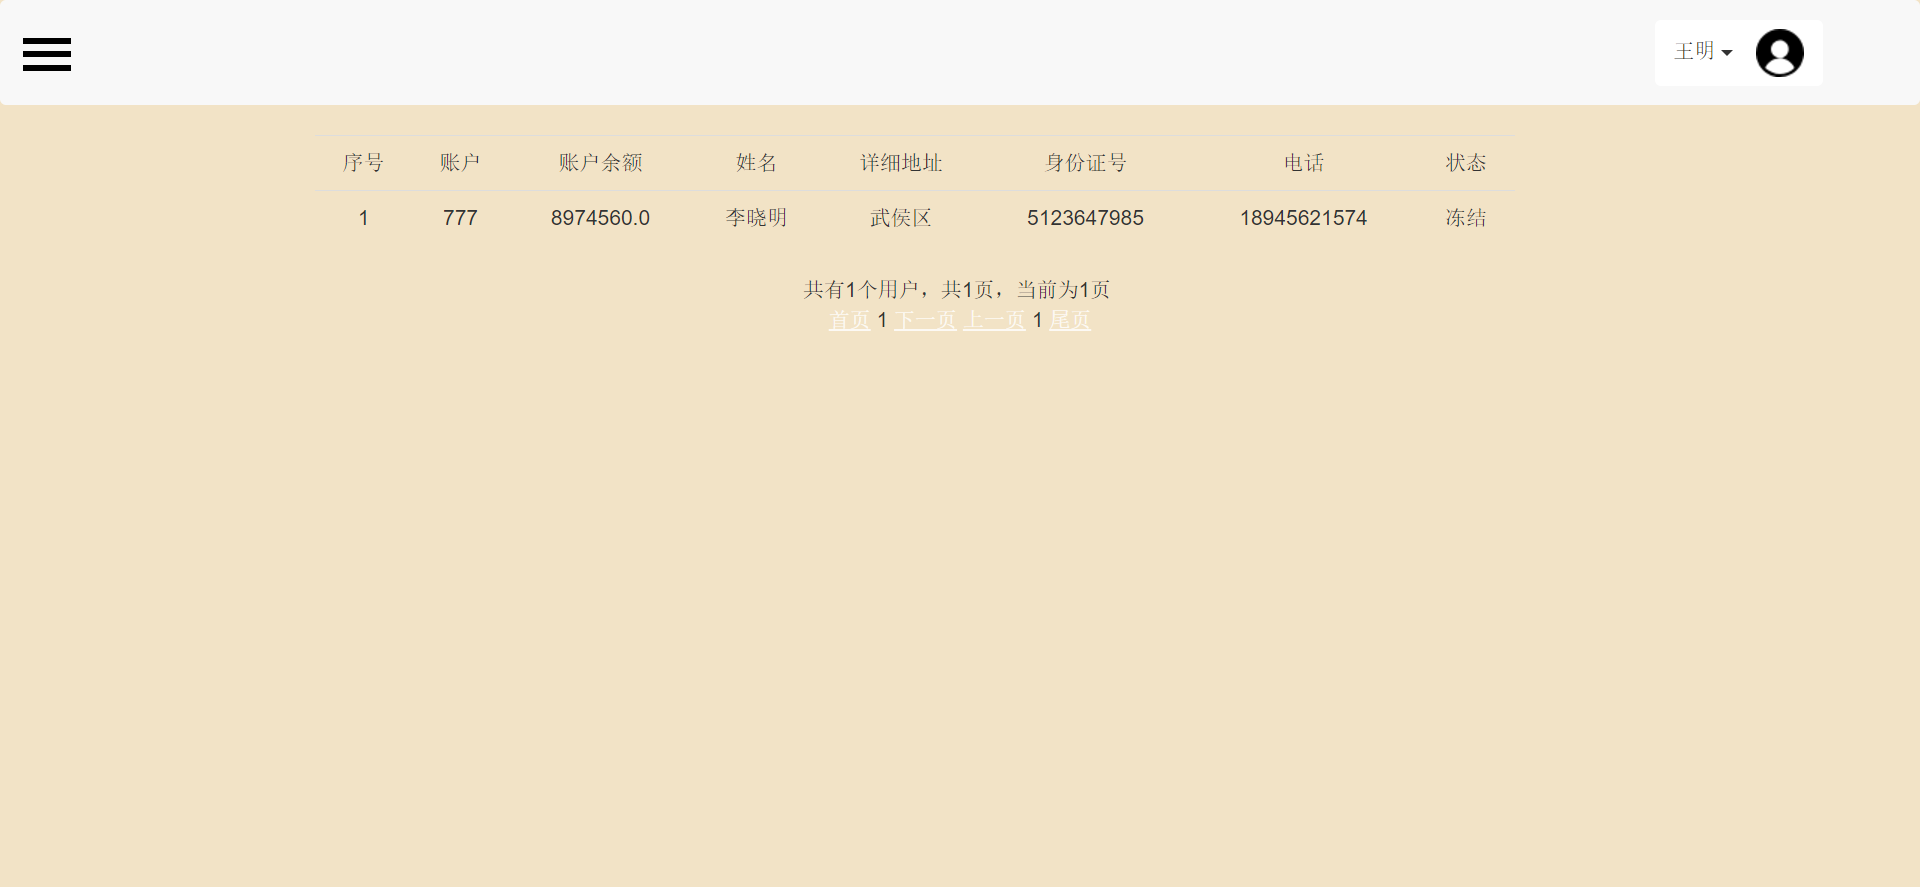 王明
序号 账户 账户余额 姓名 详细地址 身份证号 电话 状态
1 777 8974560.0 李晓明 武侯区 5123647985 18945621574 冻结
共有1个用户，共1页，当前为1页
首页 1 下一页 上一页 1 尾页